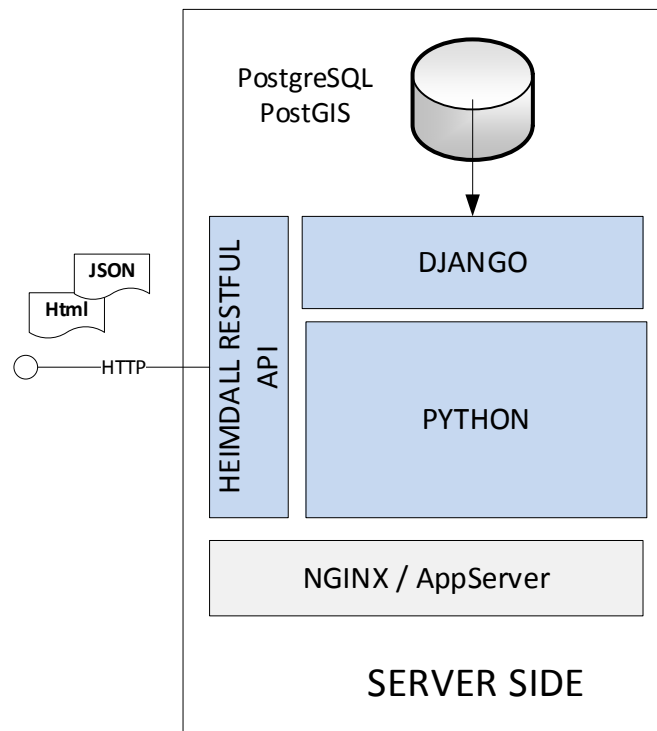 PostgreSQL
PostGIS
JSON
Html
HTTP
HEIMDALL RESTFUL
API
DJANGO
PYTHON
NGINX / AppServer
SERVER SIDE